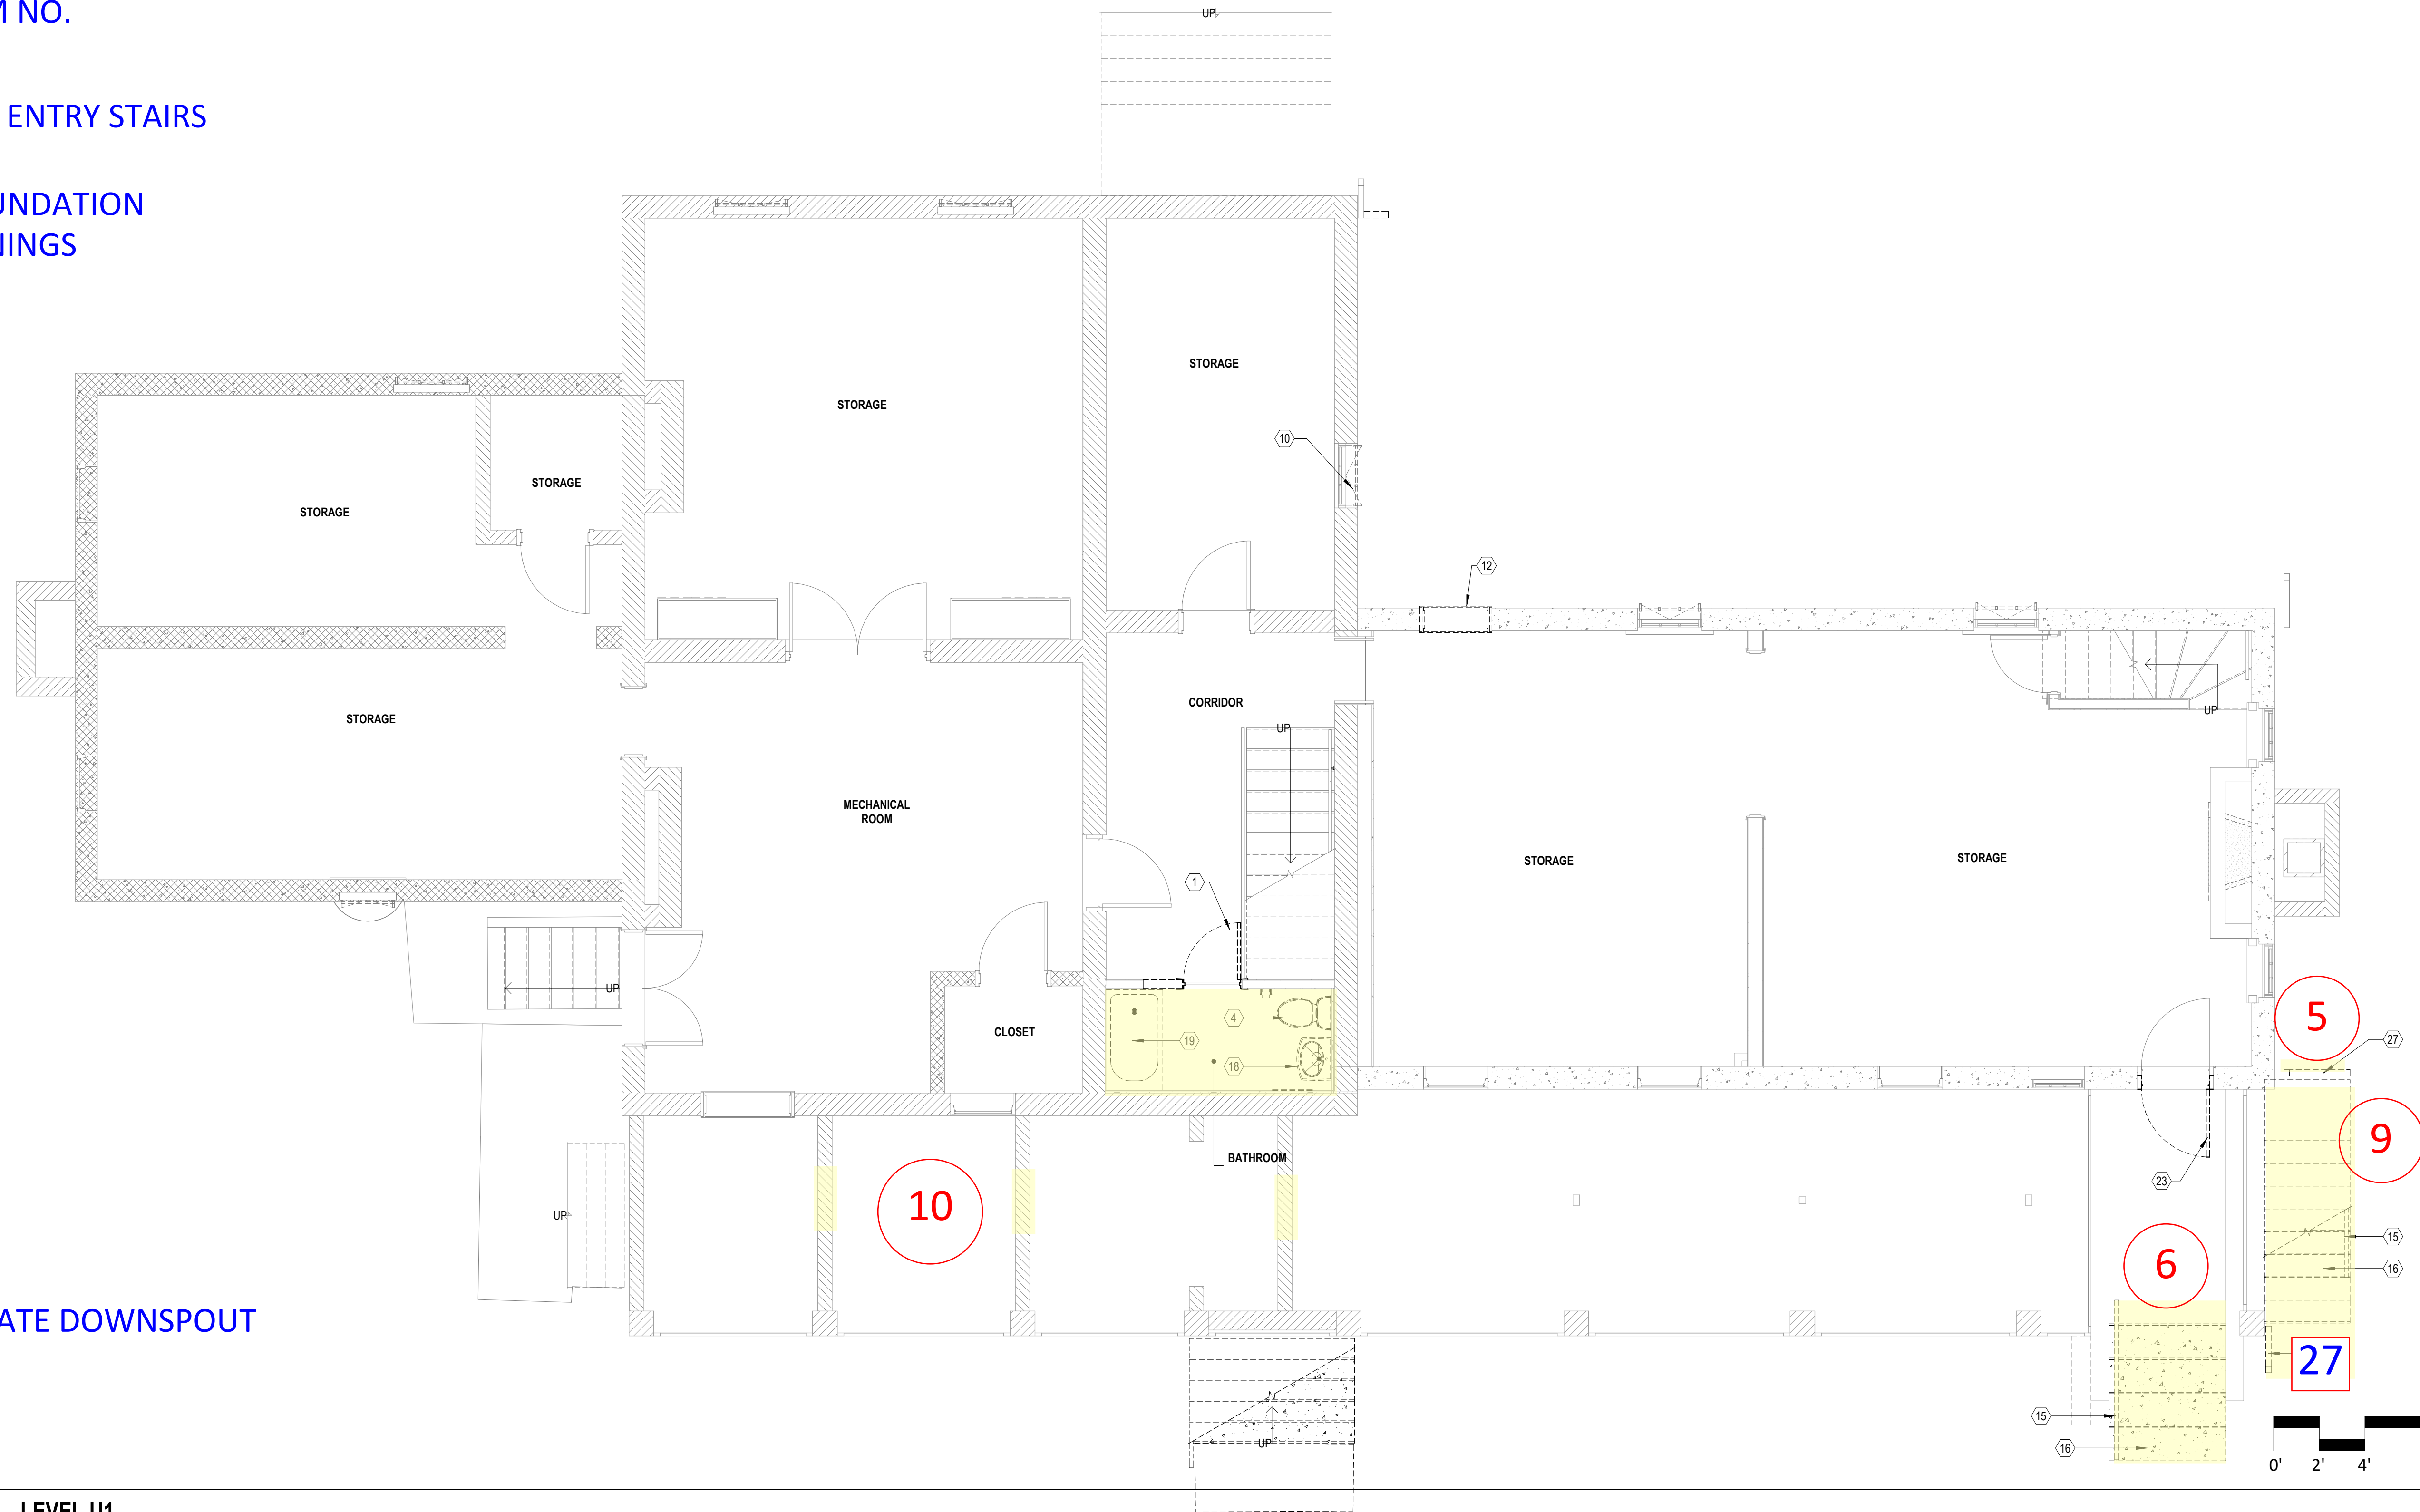 M NO.
ENTRY STAIRS
UNDATION
NINGS
UP
STORAGE
STORAGE
10
STORAGE
STORAGE
12
STORAGE
CORRIDOR
UP
UP
MECHANICAL
ROOM
STORAGE
STORAGE
1
UP
CLOSET
4
19
18
5
27
BATHROOM
9
23
10
UP
15
6
16
ATE DOWNSPOUT
27
UP
15
16
0' 2' 4'
- LEVEL U1